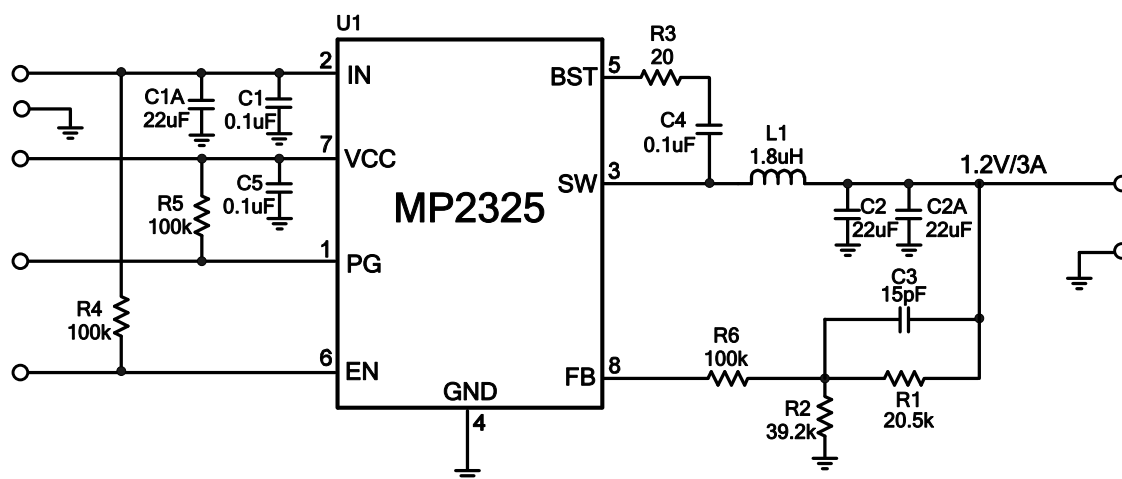 U1
2
IN
C1A
22uF
C1
0.1uF
7
VCC
C5
0.1uF
R5
100k
1
PG
R4
100k
6
EN
MP2325
GND
4
BST
5
R3
20
C4
0.1uF
SW
3
L1
1.8uH
1.2V/3A
C2
22uF
C2A
22uF
C3
15pF
FB
8
R6
100k
R2
39.2k
R1
20.5k